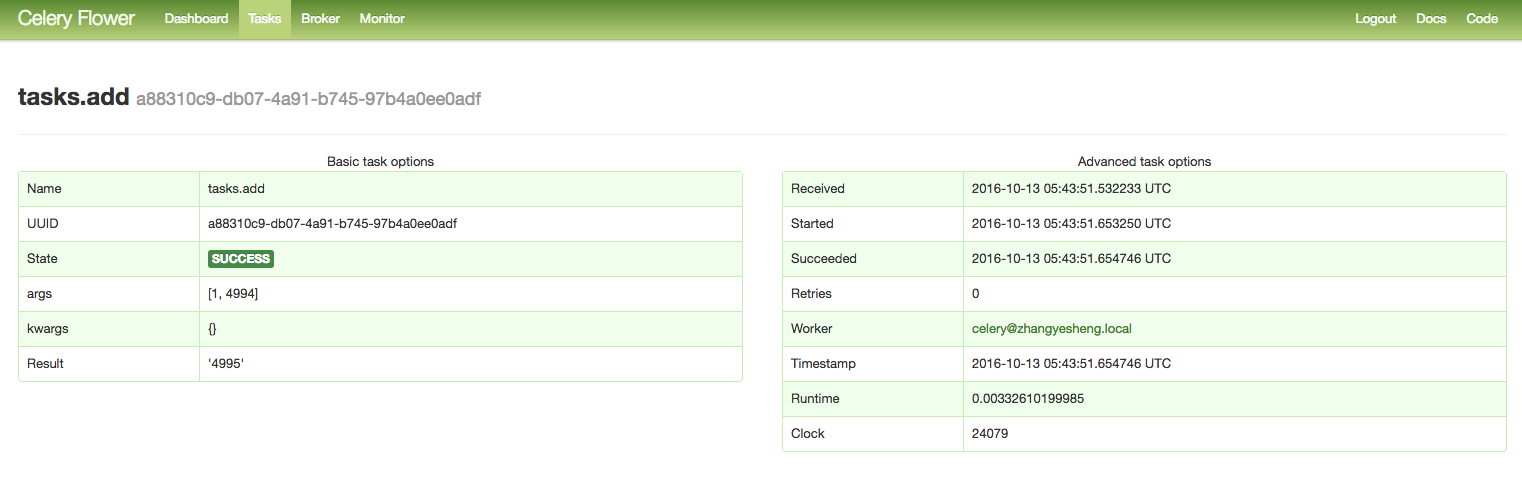 Celery Flower Dashboard Tasks Broker Monitor Logout Docs Code
tasks.add a88310c9-db07-4a91-b745-97b4a0ee0adf
Basic task options
Name tasks.add
UUID a88310c9-db07-4a91-b745-97b4a0ee0adf
State SUCCESS
args [1, 4994]
kwargs {}
Result '4995'
Advanced task options
Received 2016-10-13 05:43:51.532233 UTC
Started 2016-10-13 05:43:51.653250 UTC
Succeeded 2016-10-13 05:43:51.654746 UTC
Retries 0
Worker celery@zhangyesheng.local
Timestamp 2016-10-13 05:43:51.654746 UTC
Runtime 0.00332610199985
Clock 24079